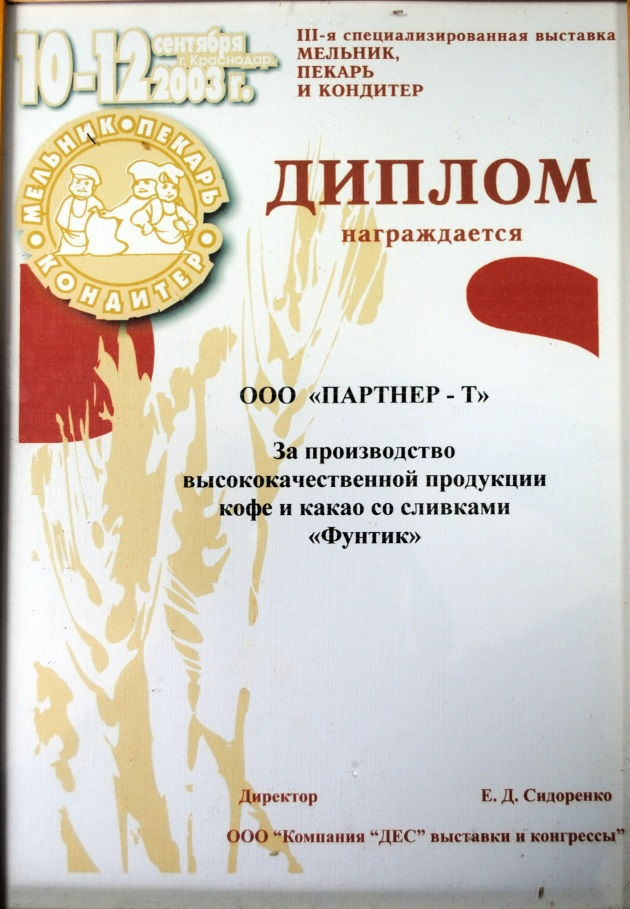 10-12 сентября
г. Краснодар
2003 г.
III-я специализированная выставка
МЕЛЬНИК,
ПЕКАРЬ
И КОНДИТЕР
МЕЛЬНИК•ПЕКАРЬ
КОНДИТЕР
ДИПЛОМ
награждается
ООО «ПАРТНЕР - Т»
За производство
высококачественной продукции
кофе и какао со сливками
«Фунтик»
Директор Е. Д. Сидоренко
ООО “Компания “ДЕС” выставки и конгрессы”